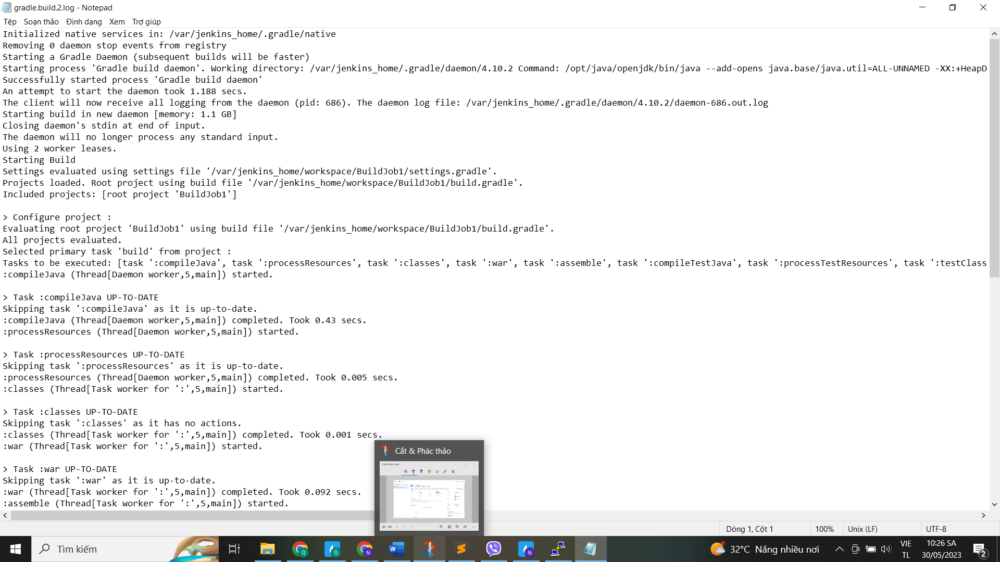 gradle.build.2.log - Notepad
Tệp Soạn thảo Định dạng Xem Trợ giúp
Initialized native services in: /var/jenkins_home/.gradle/native
Removing 0 daemon stop events from registry
Starting a Gradle Daemon (subsequent builds will be faster)
Starting process 'Gradle build daemon'. Working directory: /var/jenkins_home/.gradle/daemon/4.10.2 Command: /opt/java/openjdk/bin/java --add-opens java.base/java.util=ALL-UNNAMED -XX:+HeapD
Successfully started process 'Gradle build daemon'
An attempt to start the daemon took 1.188 secs.
The client will now receive all logging from the daemon (pid: 686). The daemon log file: /var/jenkins_home/.gradle/daemon/4.10.2/daemon-686.out.log
Starting build in new daemon [memory: 1.1 GB]
Closing daemon's stdin at end of input.
The daemon will no longer process any standard input.
Using 2 worker leases.
Starting Build
Settings evaluated using settings file '/var/jenkins_home/workspace/BuildJob1/settings.gradle'.
Projects loaded. Root project using build file '/var/jenkins_home/workspace/BuildJob1/build.gradle'.
Included projects: [root project 'BuildJob1']
> Configure project :
Evaluating root project 'BuildJob1' using build file '/var/jenkins_home/workspace/BuildJob1/build.gradle'.
All projects evaluated.
Selected primary task 'build' from project :
Tasks to be executed: [task ':compileJava', task ':processResources', task ':classes', task ':war', task ':assemble', task ':compileTestJava', task ':processTestResources', task ':testClass
:compileJava (Thread[Daemon worker,5,main]) started.
> Task :compileJava UP-TO-DATE
Skipping task ':compileJava' as it is up-to-date.
:compileJava (Thread[Daemon worker,5,main]) completed. Took 0.43 secs.
:processResources (Thread[Daemon worker,5,main]) started.
> Task :processResources UP-TO-DATE
Skipping task ':processResources' as it is up-to-date.
:processResources (Thread[Daemon worker,5,main]) completed. Took 0.005 secs.
:classes (Thread[Task worker for ':',5,main]) started.
> Task :classes UP-TO-DATE
Skipping task ':classes' as it has no actions.
:classes (Thread[Task worker for ':',5,main]) completed. Took 0.001 secs.
:war (Thread[Task worker for ':',5,main]) started.
> Task :war UP-TO-DATE
Skipping task ':war' as it is up-to-date.
:war (Thread[Task worker for ':',5,main]) completed. Took 0.092 secs.
:assemble (Thread[Task worker for ':',5,main]) started.
Cắt & Phác thảo
Cắt & Phác thảo
Dòng 1, Cột 1 100% Unix (LF) UTF-8
Tìm kiếm
32°C Nắng nhiều nơi
VIE
TL
10:26 SA
30/05/2023
2